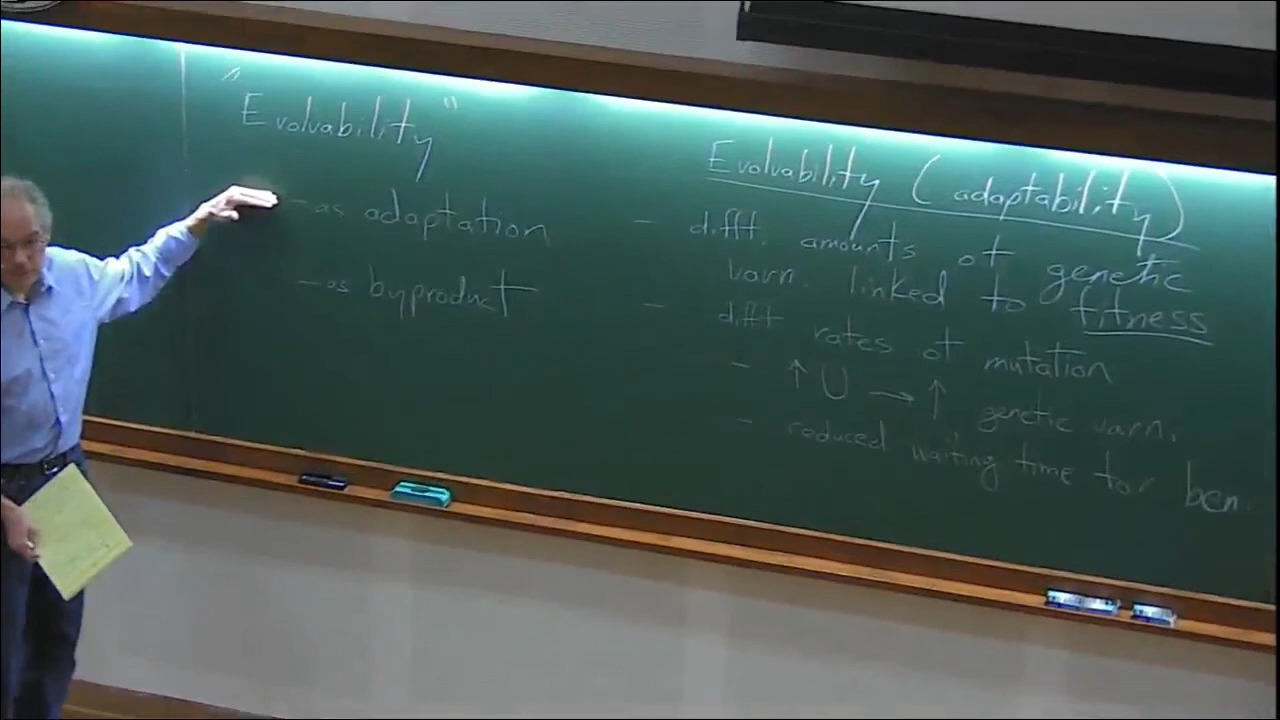 "Evolvability"
- as adaptation
- as byproduct
Evolvability (adaptability)
- difft. amounts of genetic
varn. linked to fitness
- difft rates of mutation
- ↑ U → ↑ genetic varn.
- reduced waiting time for ben.